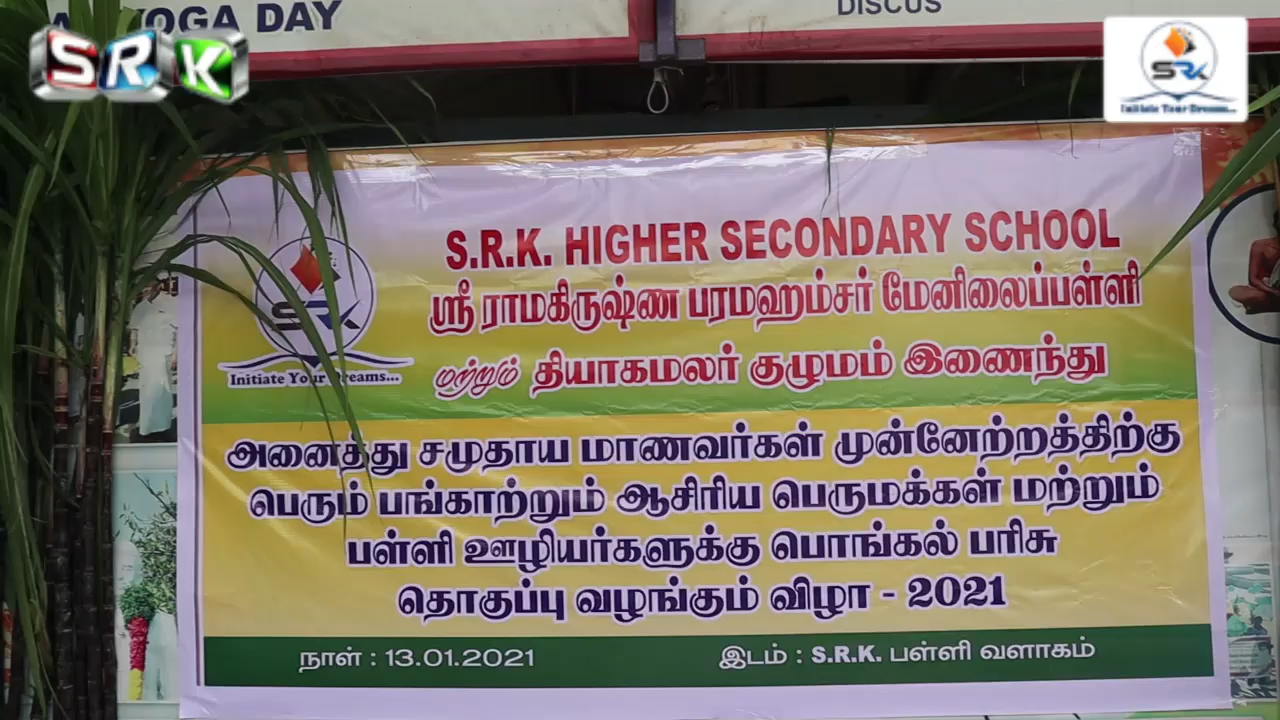 YOGA DAY
DISCUS
SRK
SRK
Initiate Your Dreams...
S.R.K. HIGHER SECONDARY SCHOOL
ஸ்ரீ ராமகிருஷ்ண பரமஹம்சர் மேனிலைப்பள்ளி
மற்றும் தியாகமலர் குழுமம் இணைந்து
SRK
Initiate Your Dreams...
அனைத்து சமுதாய மாணவர்கள் முன்னேற்றத்திற்கு
பெரும் பங்காற்றும் ஆசிரிய பெருமக்கள் மற்றும்
பள்ளி ஊழியர்களுக்கு பொங்கல் பரிசு
தொகுப்பு வழங்கும் விழா - 2021
நாள் : 13.01.2021
இடம் : S.R.K. பள்ளி வளாகம்